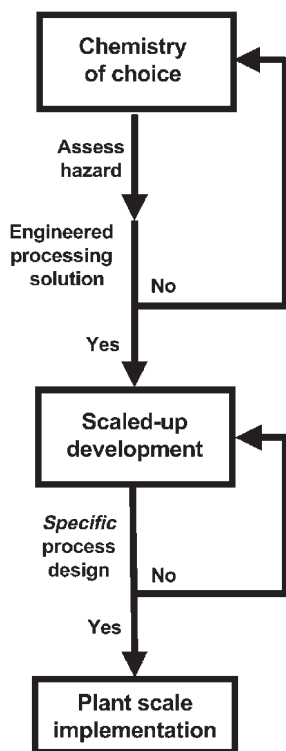 Chemistry
of choice
Assess
hazard
Engineered
processing
solution
No
Yes
Scaled-up
development
Specific
process
design
No
Yes
Plant scale
implementation